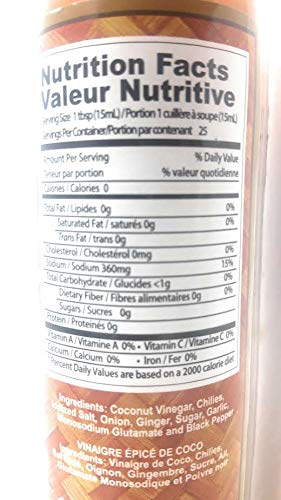 Nutrition Facts
Valeur Nutritive
Serving Size 1 tbsp (15mL) / Portion 1 cuillère à soupe (15mL)
Servings Per Container/Portion par contenant 25
Amount Per Serving % Daily Value
Teneur par portion % valeur quotidienne
Calories / Calories 0
Total Fat / Lipides 0g 0%
Saturated Fat / saturés 0g 0%
Trans Fat / trans 0g
Cholesterol / Cholestérol 0mg 0%
Sodium / Sodium 360mg 15%
Total Carbohydrate / Glucides <1g 0%
Dietary Fiber / Fibres alimentaires 0g 0%
Sugars / Sucres 0g
Protein / Protéines 0g
Vitamin A / Vitamine A 0% • Vitamin C / Vitamine C 0%
Calcium / Calcium 0% • Iron / Fer 0%
Percent Daily Values are based on a 2000 calorie diet
Ingredients: Coconut Vinegar, Chilies,
Iodized Salt, Onion, Ginger, Sugar, Garlic,
Monosodium Glutamate and Black Pepper
VINAIGRE ÉPICÉ DE COCO
Ingrédients: Vinaigre de Coco, Chilies,
Oignon, Gingembre, Sucre, Ail,
Glutamate Monosodique et Poivre noir